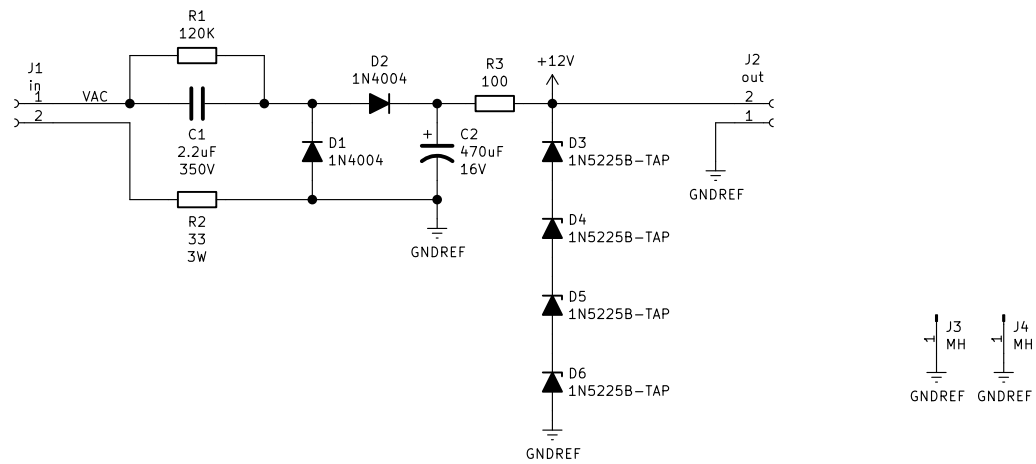 R1
120K
J1
in
1
2
VAC
C1
2.2uF
350V
R2
33
3W
D2
1N4004
D1
1N4004
+
C2
470uF
16V
GNDREF
R3
100
+12V
D3
1N5225B-TAP
D4
1N5225B-TAP
D5
1N5225B-TAP
D6
1N5225B-TAP
GNDREF
J2
out
2
1
GNDREF
1
J3
MH
GNDREF
1
J4
MH
GNDREF